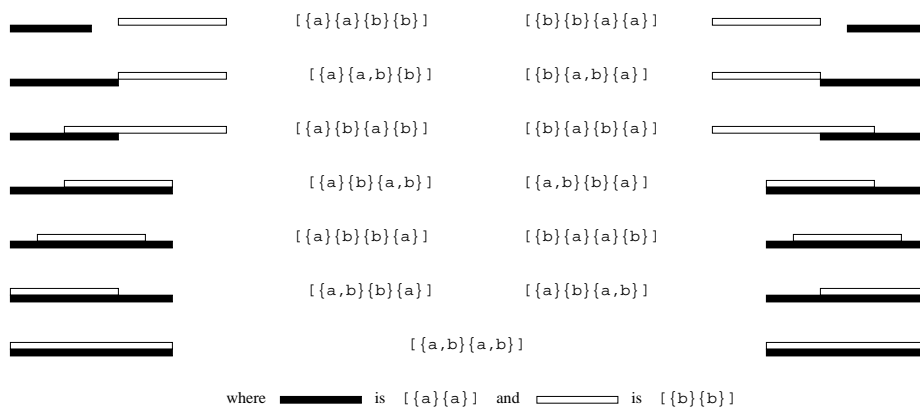 [{a}{a}{b}{b}] [{b}{b}{a}{a}]
[{a}{a,b}{b}] [{b}{a,b}{a}]
[{a}{b}{a}{b}] [{b}{a}{b}{a}]
[{a}{b}{a,b}] [{a,b}{b}{a}]
[{a}{b}{b}{a}] [{b}{a}{a}{b}]
[{a,b}{b}{a}] [{a}{b}{a,b}]
[{a,b}{a,b}]
where is [{a}{a}] and is [{b}{b}]